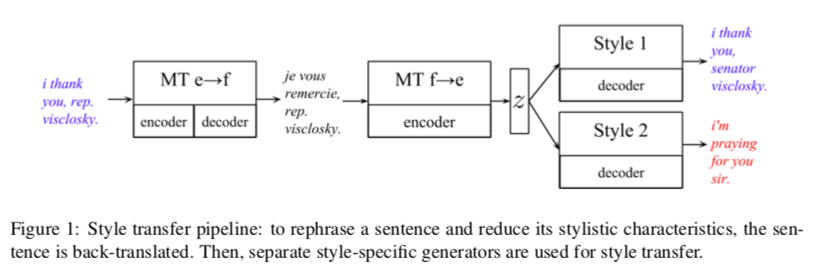 i thank
you, rep.
visclosky.
MT e→f
encoder
decoder
je vous
remercie,
rep.
visclosky.
MT f→e
encoder
z
Style 1
decoder
i thank
you,
senator
visclosky.
Style 2
decoder
i'm
praying
for you
sir.
Figure 1: Style transfer pipeline: to rephrase a sentence and reduce its stylistic characteristics, the sen-
tence is back-translated. Then, separate style-specific generators are used for style transfer.